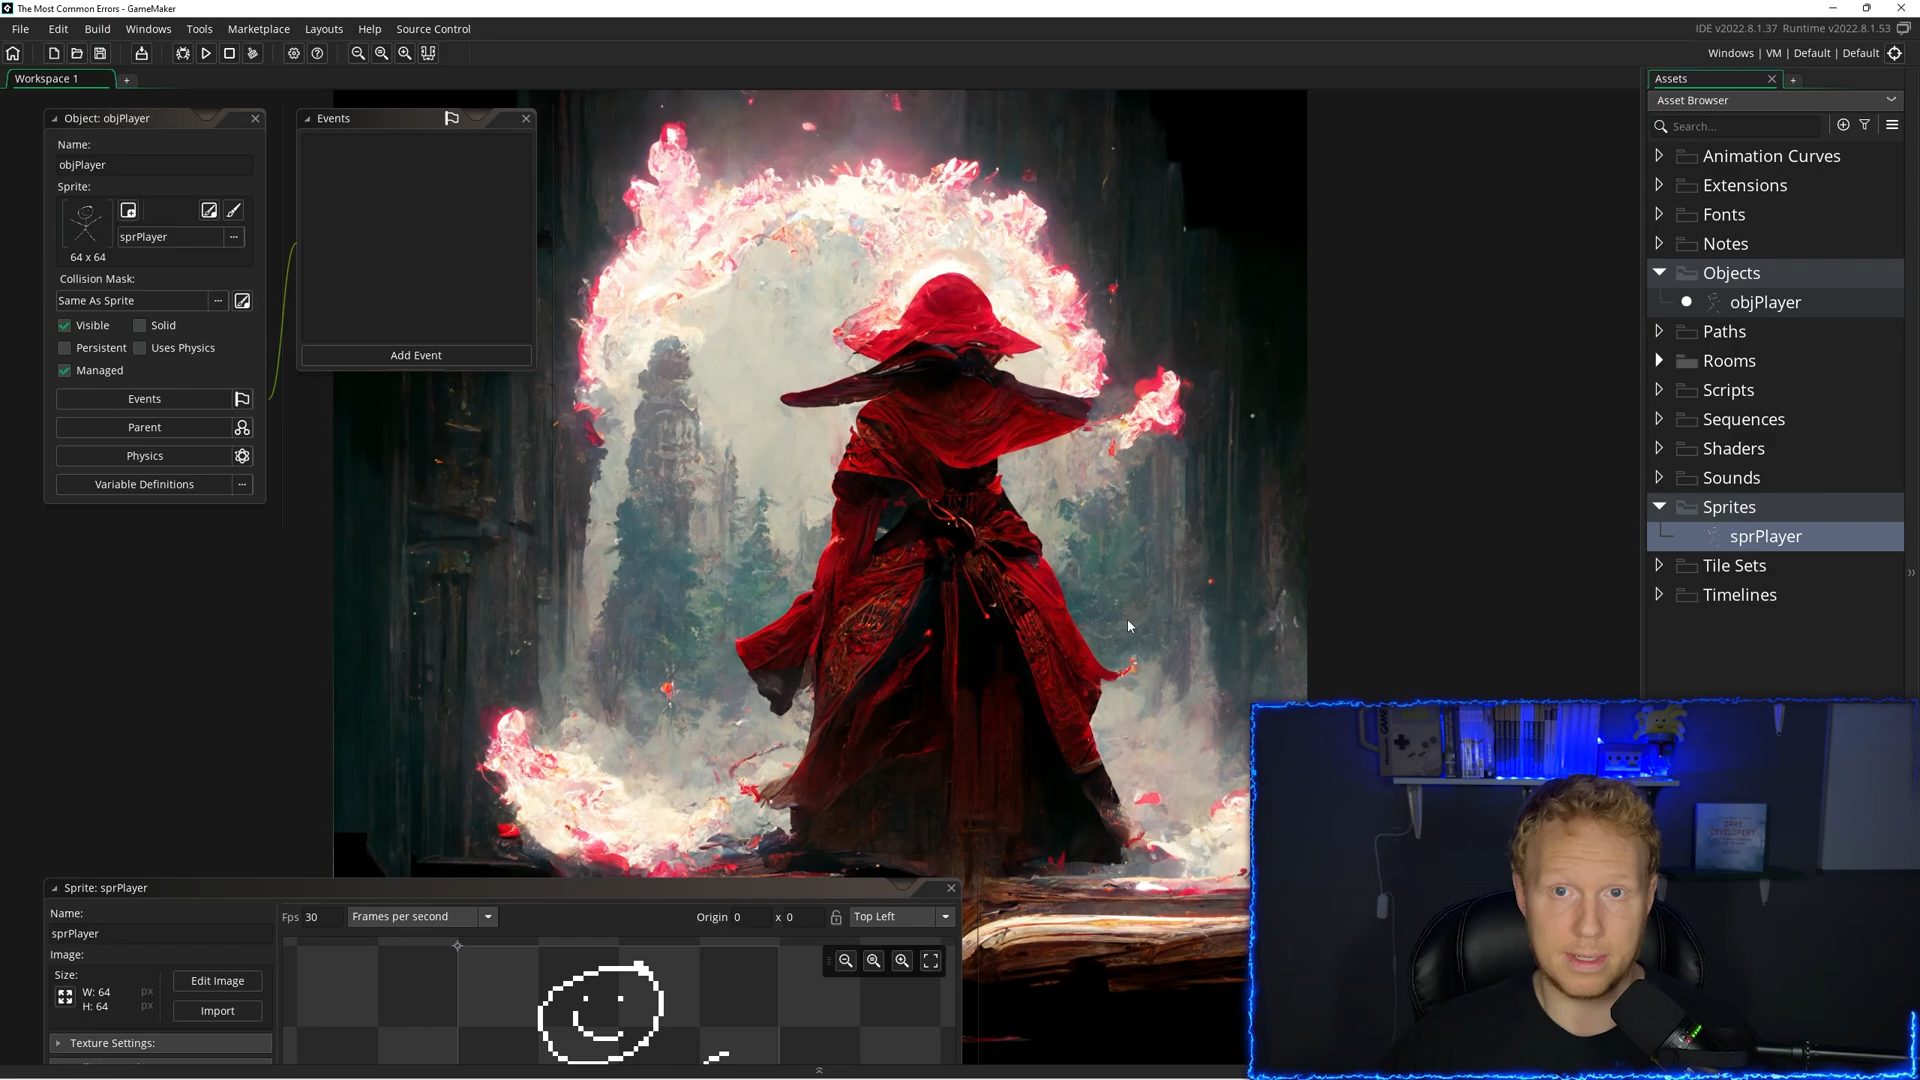 The Most Common Errors - GameMaker
File Edit Build Windows Tools Marketplace Layouts Help Source Control
IDE v2022.8.1.37 Runtime v2022.8.1.53
Windows | VM | Default | Default
Workspace 1
Object: objPlayer
Name:
objPlayer
Sprite:
sprPlayer
64 x 64
Collision Mask:
Same As Sprite
Visible Solid
Persistent Uses Physics
Managed
Events
Parent
Physics
Variable Definitions
Events
Add Event
Assets
Asset Browser
Search...
Animation Curves
Extensions
Fonts
Notes
Objects
objPlayer
Paths
Rooms
Scripts
Sequences
Shaders
Sounds
Sprites
sprPlayer
Tile Sets
Timelines
Sprite: sprPlayer
Name:
sprPlayer
Image:
Size:
W: 64 px
H: 64 px
Edit Image
Import
Texture Settings:
Fps 30 Frames per second
Origin 0 x 0 Top Left